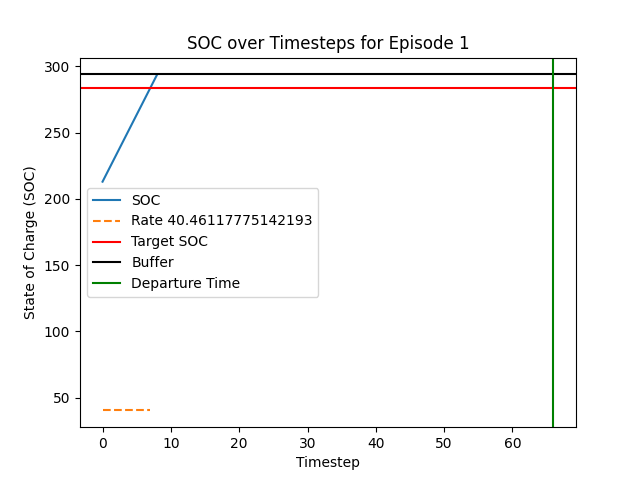 SOC over Timesteps for Episode 1
300
250
200
150
100
50
State of Charge (SOC)
SOC
Rate 40.46117775142193
Target SOC
Buffer
Departure Time
0 10 20 30 40 50 60
Timestep